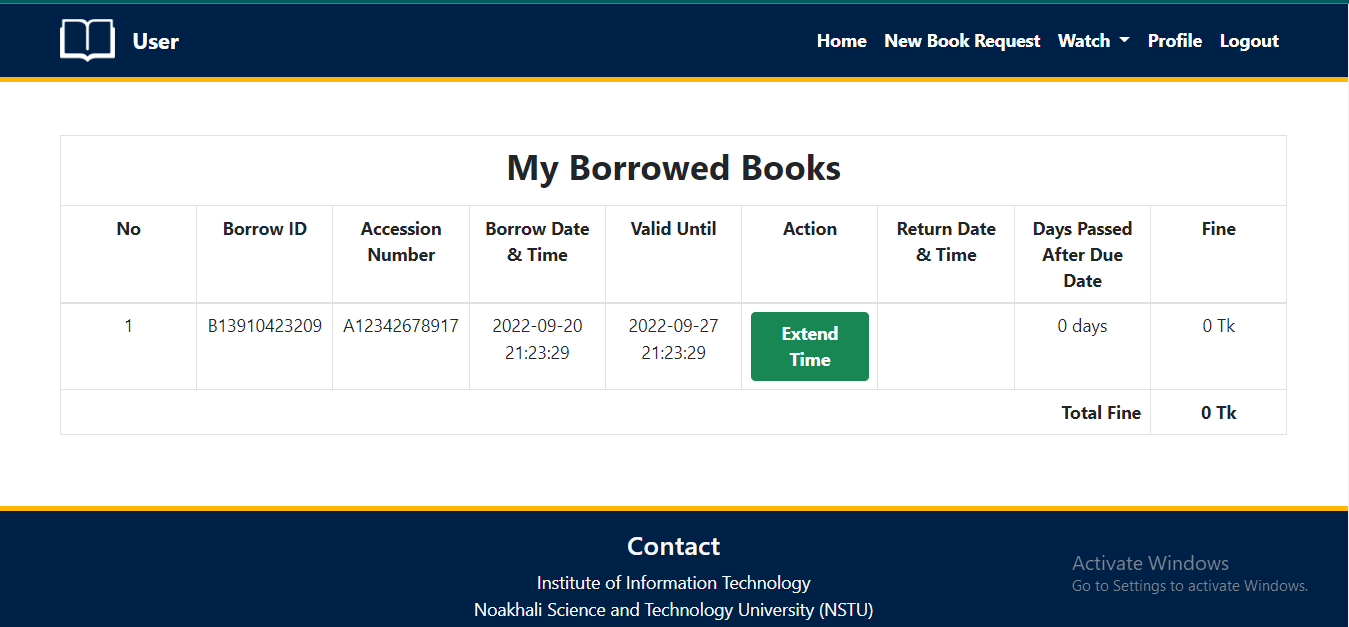 User
Home New Book Request Watch Profile Logout
My Borrowed Books
No Borrow ID Accession Number Borrow Date & Time Valid Until Action Return Date & Time Days Passed After Due Date Fine
1 B13910423209 A12342678917 2022-09-20 21:23:29 2022-09-27 21:23:29 Extend Time 0 days 0 Tk
Total Fine 0 Tk
Contact
Institute of Information Technology
Noakhali Science and Technology University (NSTU)
Activate Windows
Go to Settings to activate Windows.